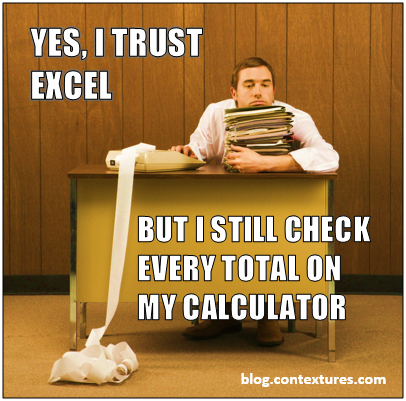 YES, I TRUST
EXCEL
BUT I STILL CHECK
EVERY TOTAL ON
MY CALCULATOR
blog.contextures.com